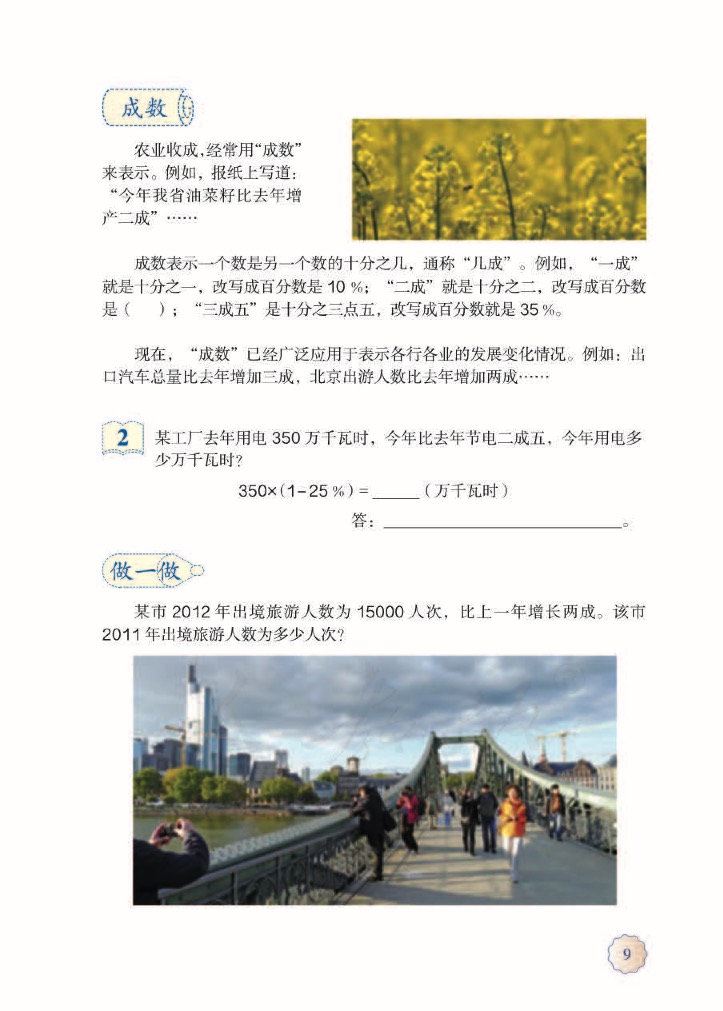 成数
农业收成，经常用“成数”
来表示。例如，报纸上写道：
“今年我省油菜籽比去年增
产二成”……
成数表示一个数是另一个数的十分之几，通称“几成”。例如，“一成”
就是十分之一，改写成百分数是 10 %；“二成”就是十分之二，改写成百分数
是（    ）；“三成五”是十分之三点五，改写成百分数就是 35 %。
现在，“成数”已经广泛应用于表示各行各业的发展变化情况。例如：出
口汽车总量比去年增加三成，北京出游人数比去年增加两成……
2 某工厂去年用电 350 万千瓦时，今年比去年节电二成五，今年用电多
少万千瓦时？
350×(1−25 %) = ______（万千瓦时）
答：______________________________。
做一做
某市 2012 年出境旅游人数为 15000 人次，比上一年增长两成。该市
2011 年出境旅游人数为多少人次？
9